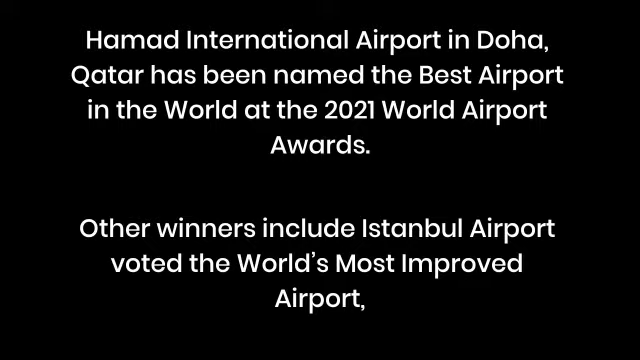 Hamad International Airport in Doha,
Qatar has been named the Best Airport
in the World at the 2021 World Airport
Awards.
Other winners include Istanbul Airport
voted the World’s Most Improved
Airport,